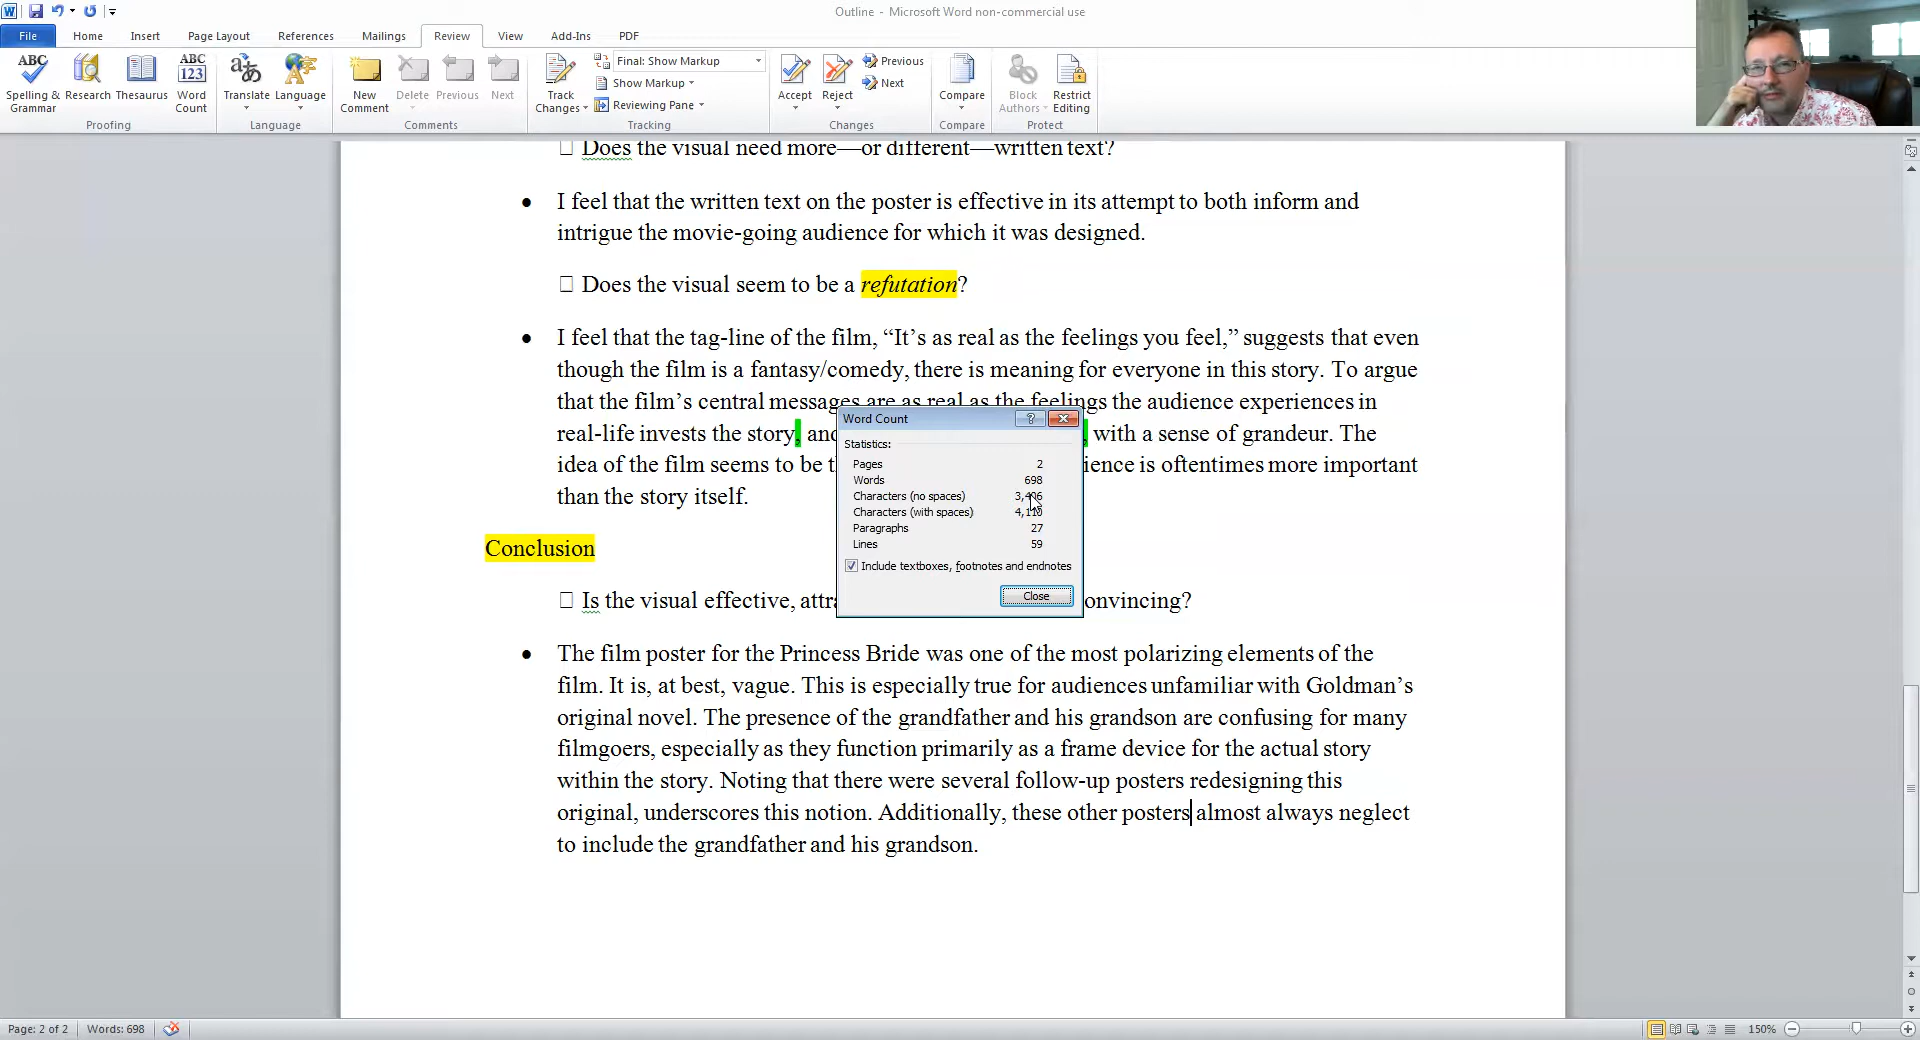 Outline - Microsoft Word non-commercial use
File Home Insert Page Layout References Mailings Review View Add-Ins PDF
ABC Spelling & Grammar
Research
Thesaurus
ABC 123 Word Count
Translate
Language
New Comment
Delete
Previous
Next
Track Changes
Final: Show Markup
Show Markup
Reviewing Pane
Accept
Reject
Previous
Next
Compare
Block Authors
Restrict Editing
Proofing Language Comments Tracking Changes Compare Protect
Does the visual need more—or different—written text?
• I feel that the written text on the poster is effective in its attempt to both inform and
intrigue the movie-going audience for which it was designed.
Does the visual seem to be a refutation?
• I feel that the tag-line of the film, “It’s as real as the feelings you feel,” suggests that even
though the film is a fantasy/comedy, there is meaning for everyone in this story. To argue
that the film’s central messages are as real as the feelings the audience experiences in
real-life invests the story, and , with a sense of grandeur. The
idea of the film seems to be ience is oftentimes more important
than the story itself.
Word Count
Statistics:
Pages 2
Words 698
Characters (no spaces)
Characters (with spaces)
Paragraphs 27
Lines 59
Include textboxes, footnotes and endnotes
Close
Conclusion
Is the visual effective, onvincing?
• The film poster for the Princess Bride was one of the most polarizing elements of the
film. It is, at best, vague. This is especially true for audiences unfamiliar with Goldman’s
original novel. The presence of the grandfather and his grandson are confusing for many
filmgoers, especially as they function primarily as a frame device for the actual story
within the story. Noting that there were several follow-up posters redesigning this
original, underscores this notion. Additionally, these other posters almost always neglect
to include the grandfather and his grandson.
Page: 2 of 2 Words: 698 150%